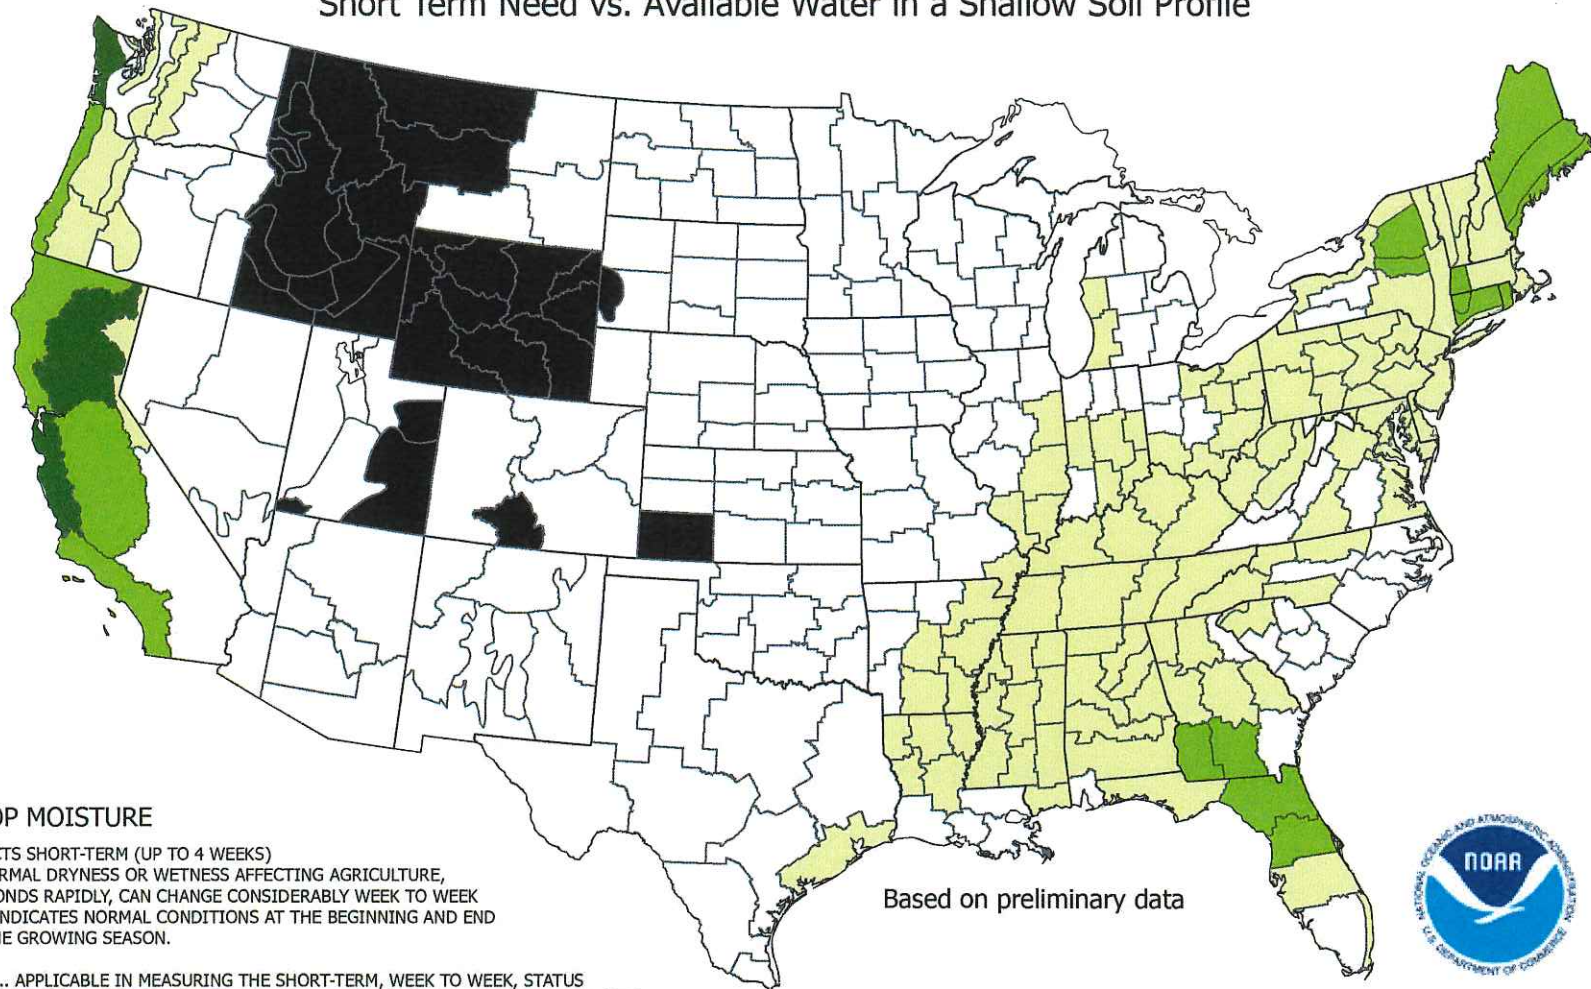 Short Term Need vs. Available Water in a Shallow Soil Profile
OP MOISTURE
CTS SHORT-TERM (UP TO 4 WEEKS)
RMAL DRYNESS OR WETNESS AFFECTING AGRICULTURE,
ONDS RAPIDLY, CAN CHANGE CONSIDERABLY WEEK TO WEEK
NDICATES NORMAL CONDITIONS AT THE BEGINNING AND END
E GROWING SEASON.
... APPLICABLE IN MEASURING THE SHORT-TERM, WEEK TO WEEK, STATUS
Based on preliminary data
NATIONAL OCEANIC AND ATMOSPHERIC ADMINISTRATION
NOAA
U.S. DEPARTMENT OF COMMERCE